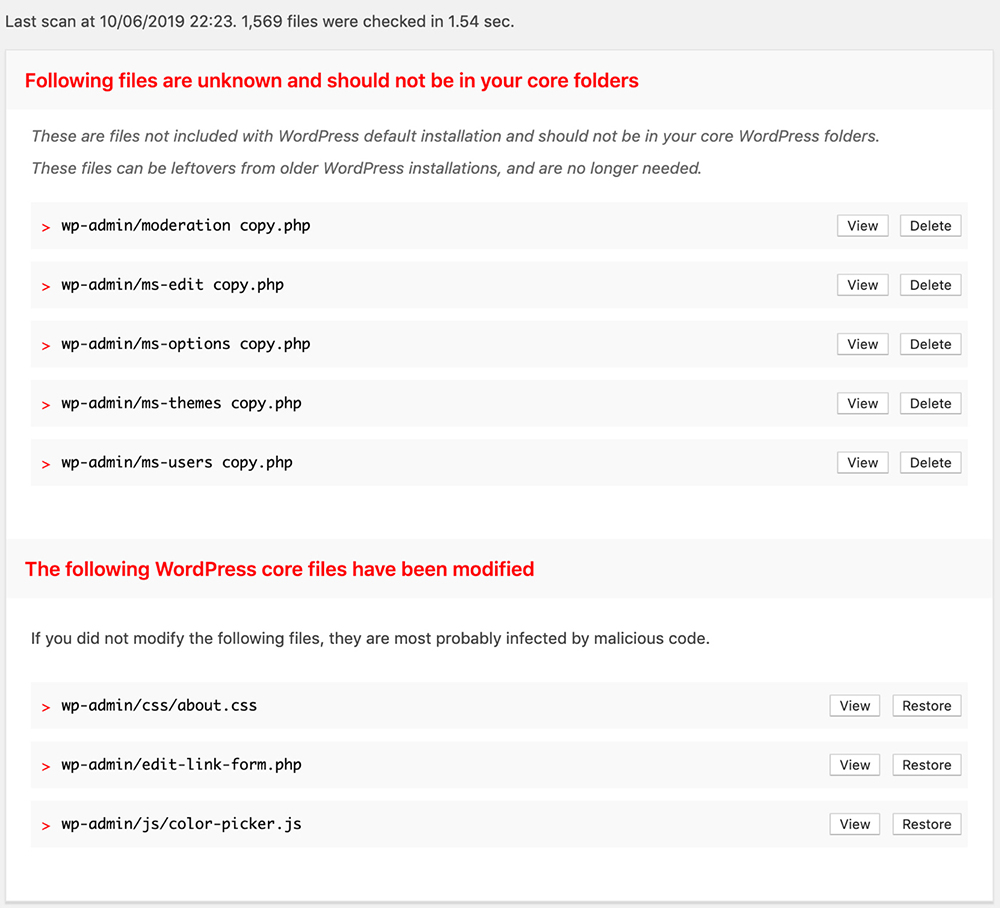 Last scan at 10/06/2019 22:23. 1,569 files were checked in 1.54 sec.
Following files are unknown and should not be in your core folders
These are files not included with WordPress default installation and should not be in your core WordPress folders.
These files can be leftovers from older WordPress installations, and are no longer needed.
> wp-admin/moderation copy.php View Delete
> wp-admin/ms-edit copy.php View Delete
> wp-admin/ms-options copy.php View Delete
> wp-admin/ms-themes copy.php View Delete
> wp-admin/ms-users copy.php View Delete
The following WordPress core files have been modified
If you did not modify the following files, they are most probably infected by malicious code.
> wp-admin/css/about.css View Restore
> wp-admin/edit-link-form.php View Restore
> wp-admin/js/color-picker.js View Restore